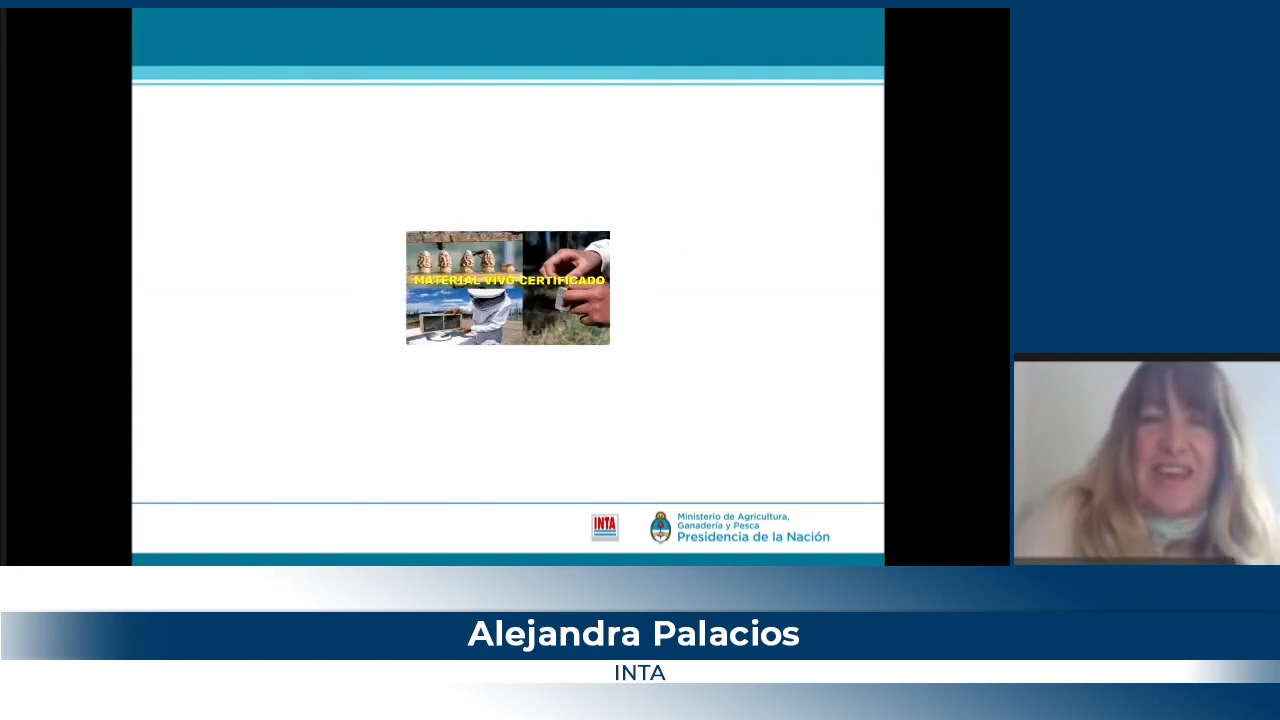 MATERIAL VIVO CERTIFICADO
INTA
Ministerio de Agricultura,
Ganadería y Pesca
Presidencia de la Nación
Alejandra Palacios
INTA